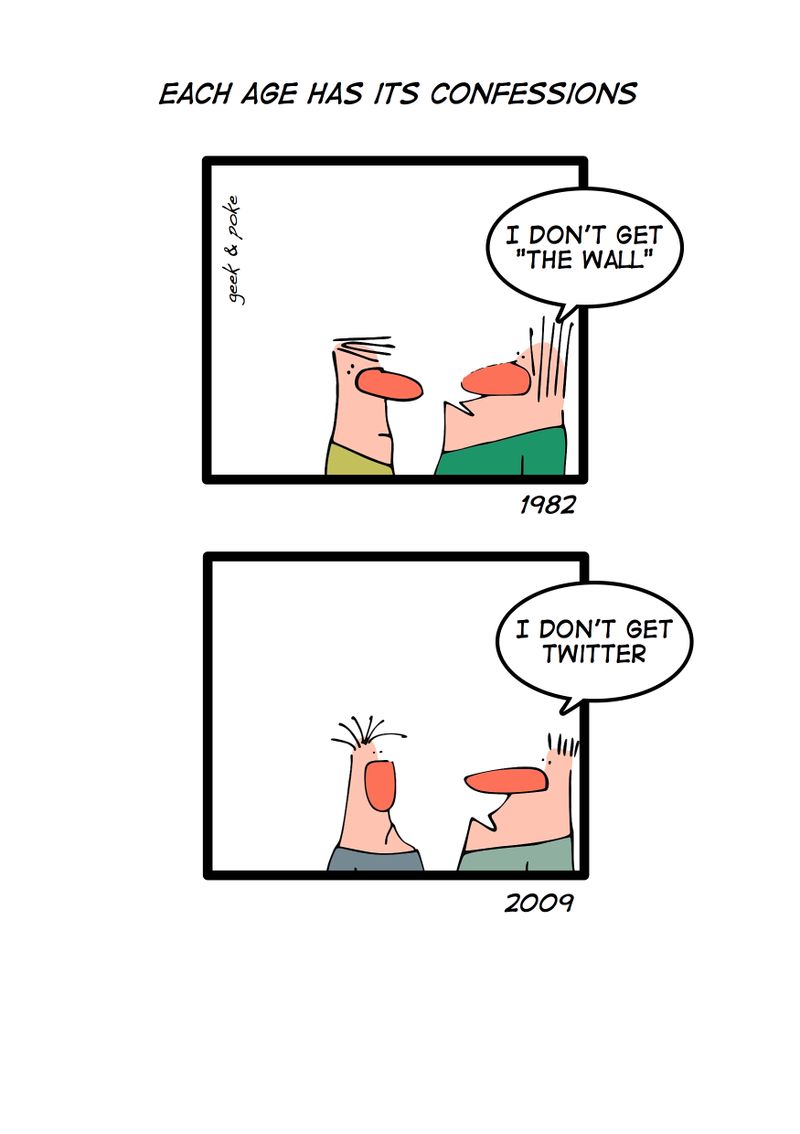 EACH AGE HAS ITS CONFESSIONS
geek & poke
I DON'T GET
"THE WALL"
1982
I DON'T GET
TWITTER
2009